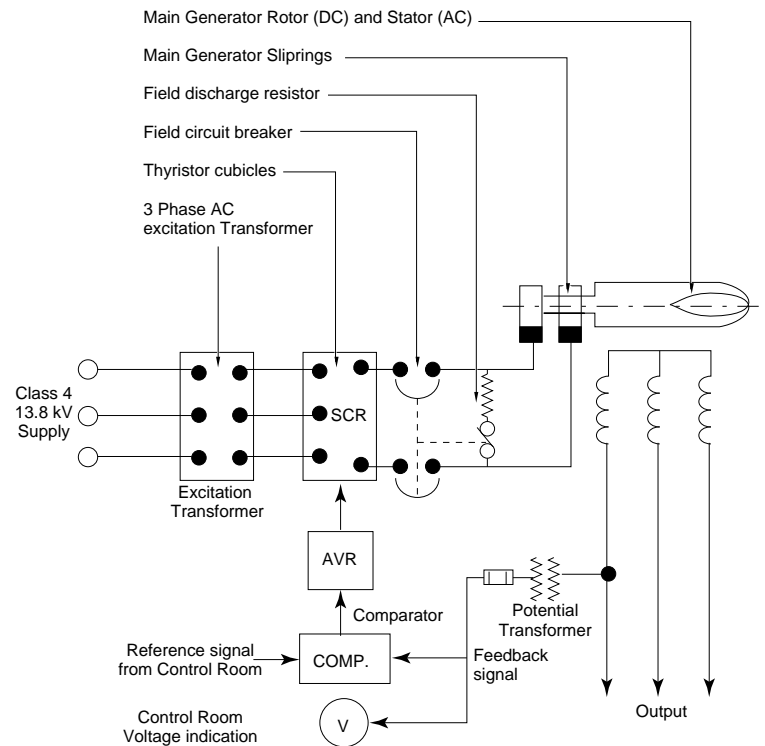 Main Generator Rotor (DC) and Stator (AC)
Main Generator Sliprings
Field discharge resistor
Field circuit breaker
Thyristor cubicles
3 Phase AC
excitation Transformer
Class 4
13.8 kV
Supply
SCR
Excitation
Transformer
AVR
Comparator
Potential
Transformer
Reference signal
from Control Room
COMP.
Feedback
signal
Control Room
Voltage indication
V
Output